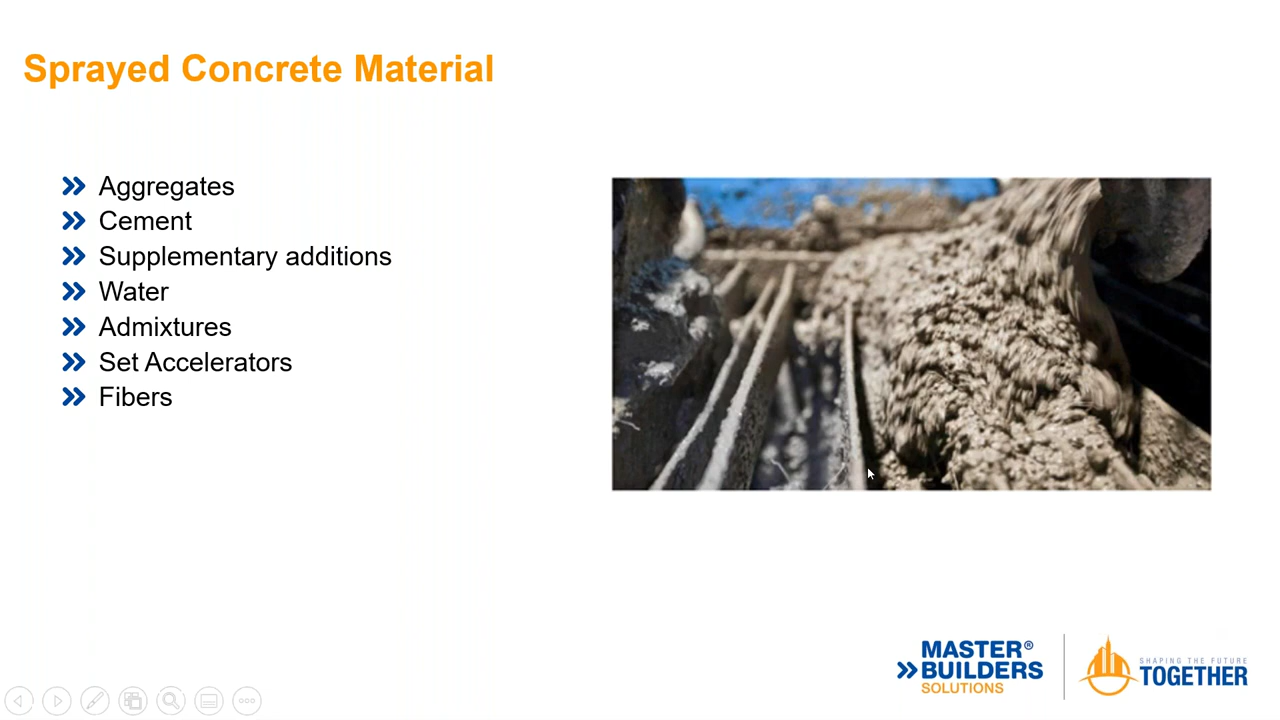 Sprayed Concrete Material
Aggregates
Cement
Supplementary additions
Water
Admixtures
Set Accelerators
Fibers
MASTER®
BUILDERS
SOLUTIONS
SHAPING THE FUTURE
TOGETHER